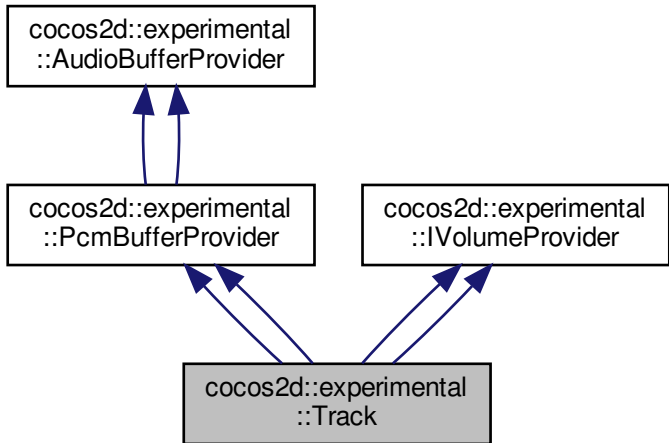 cocos2d::experimental
::AudioBufferProvider
cocos2d::experimental
::PcmBufferProvider
cocos2d::experimental
::IVolumeProvider
cocos2d::experimental
::Track